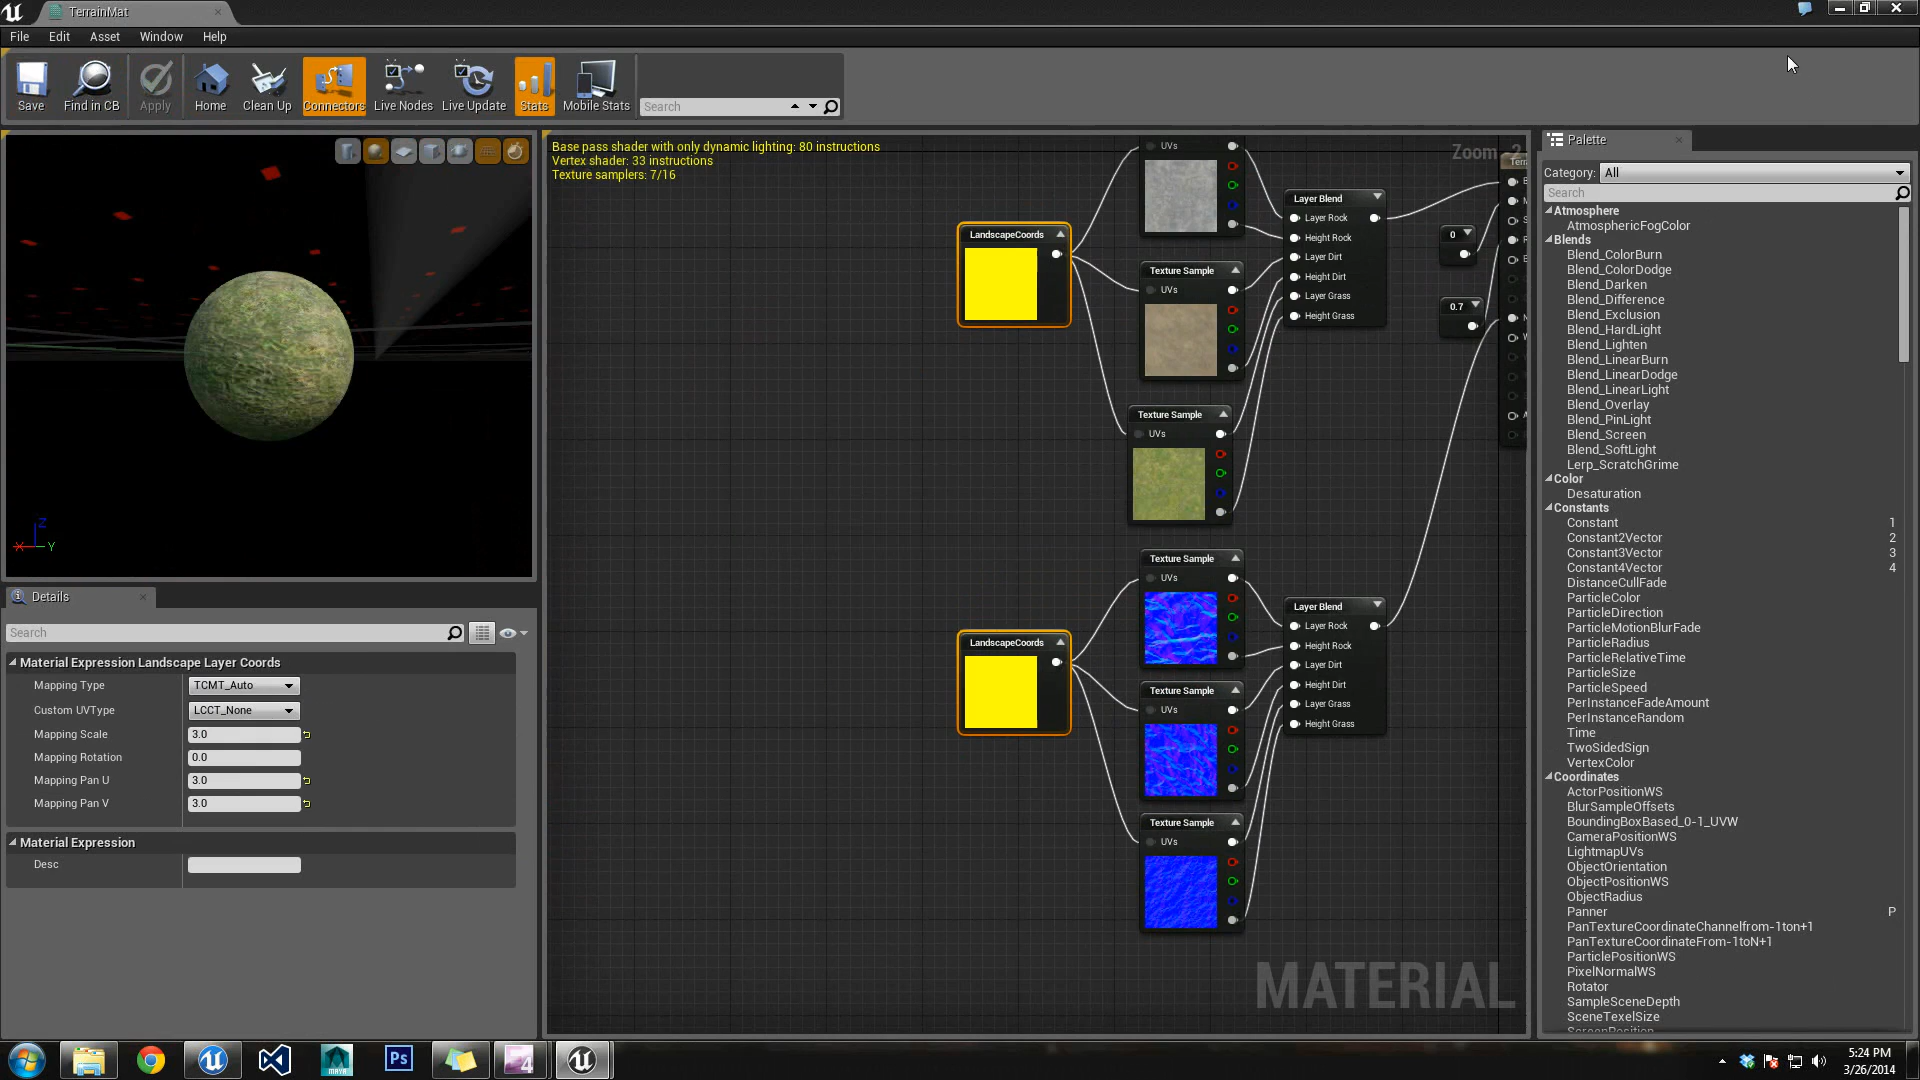 TerrainMat
File Edit Asset Window Help
Save Find in CB Apply Home Clean Up Connectors Live Nodes Live Update Stats Mobile Stats Search
Base pass shader with only dynamic lighting: 80 instructions
Vertex shader: 33 instructions
Texture samplers: 7/16
Zoom -2
UVs
LandscapeCoords
Layer Blend
Layer Rock
Height Rock
Layer Dirt
Height Dirt
Layer Grass
Height Grass
Texture Sample
UVs
Texture Sample
UVs
0
0.7
Texture Sample
UVs
LandscapeCoords
Texture Sample
UVs
Texture Sample
UVs
Layer Blend
Layer Rock
Height Rock
Layer Dirt
Height Dirt
Layer Grass
Height Grass
MATERIAL
Z
X Y
Details
Search
Material Expression Landscape Layer Coords
Mapping Type TCMT_Auto
Custom UVType LCCT_None
Mapping Scale 3.0
Mapping Rotation 0.0
Mapping Pan U 3.0
Mapping Pan V 3.0
Material Expression
Desc
Palette
Category: All
Search
Atmosphere
AtmosphericFogColor
Blends
Blend_ColorBurn
Blend_ColorDodge
Blend_Darken
Blend_Difference
Blend_Exclusion
Blend_HardLight
Blend_Lighten
Blend_LinearBurn
Blend_LinearDodge
Blend_LinearLight
Blend_Overlay
Blend_PinLight
Blend_Screen
Blend_SoftLight
Lerp_ScratchGrime
Color
Desaturation
Constants
Constant 1
Constant2Vector 2
Constant3Vector 3
Constant4Vector 4
DistanceCullFade
ParticleColor
ParticleDirection
ParticleMotionBlurFade
ParticleRadius
ParticleRelativeTime
ParticleSize
ParticleSpeed
PerInstanceFadeAmount
PerInstanceRandom
Time
TwoSidedSign
VertexColor
Coordinates
ActorPositionWS
BlurSampleOffsets
BoundingBoxBased_0-1_UVW
CameraPositionWS
LightmapUVs
ObjectOrientation
ObjectPositionWS
ObjectRadius
Panner P
PanTextureCoordinateChannelfrom-1ton+1
PanTextureCoordinateFrom-1toN+1
ParticlePositionWS
PixelNormalWS
Rotator
SampleSceneDepth
SceneTexelSize
ScreenPosition
MAYA
Ps
4
5:24 PM
3/26/2014